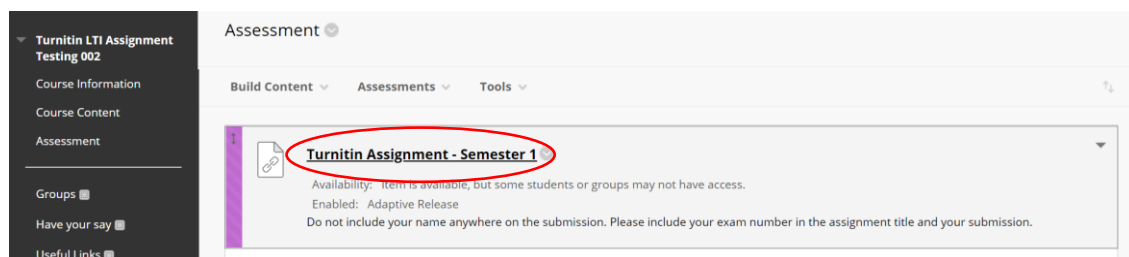 Turnitin LTI Assignment
Testing 002
Course Information
Course Content
Assessment
Groups
Have your say
Useful Links
Assessment
Build Content Assessments Tools
Turnitin Assignment - Semester 1
Availability: Item is available, but some students or groups may not have access.
Enabled: Adaptive Release
Do not include your name anywhere on the submission. Please include your exam number in the assignment title and your submission.